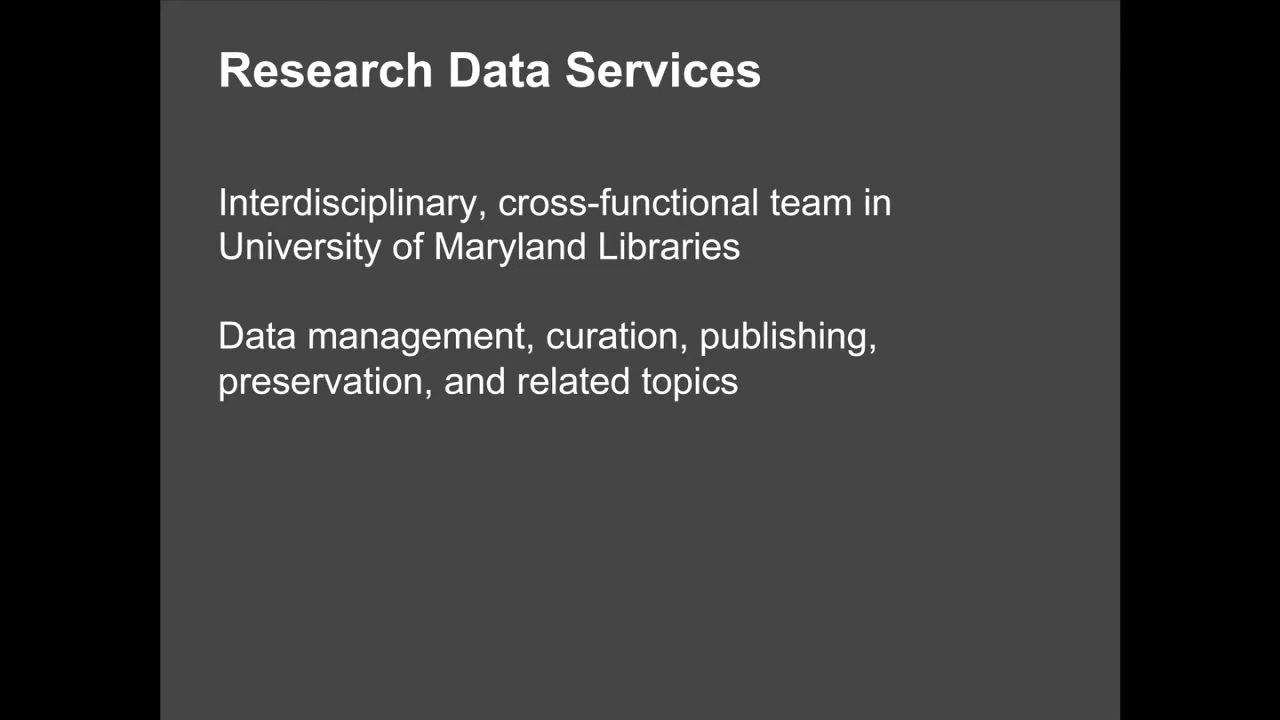 Research Data Services
Interdisciplinary, cross-functional team in
University of Maryland Libraries
Data management, curation, publishing,
preservation, and related topics